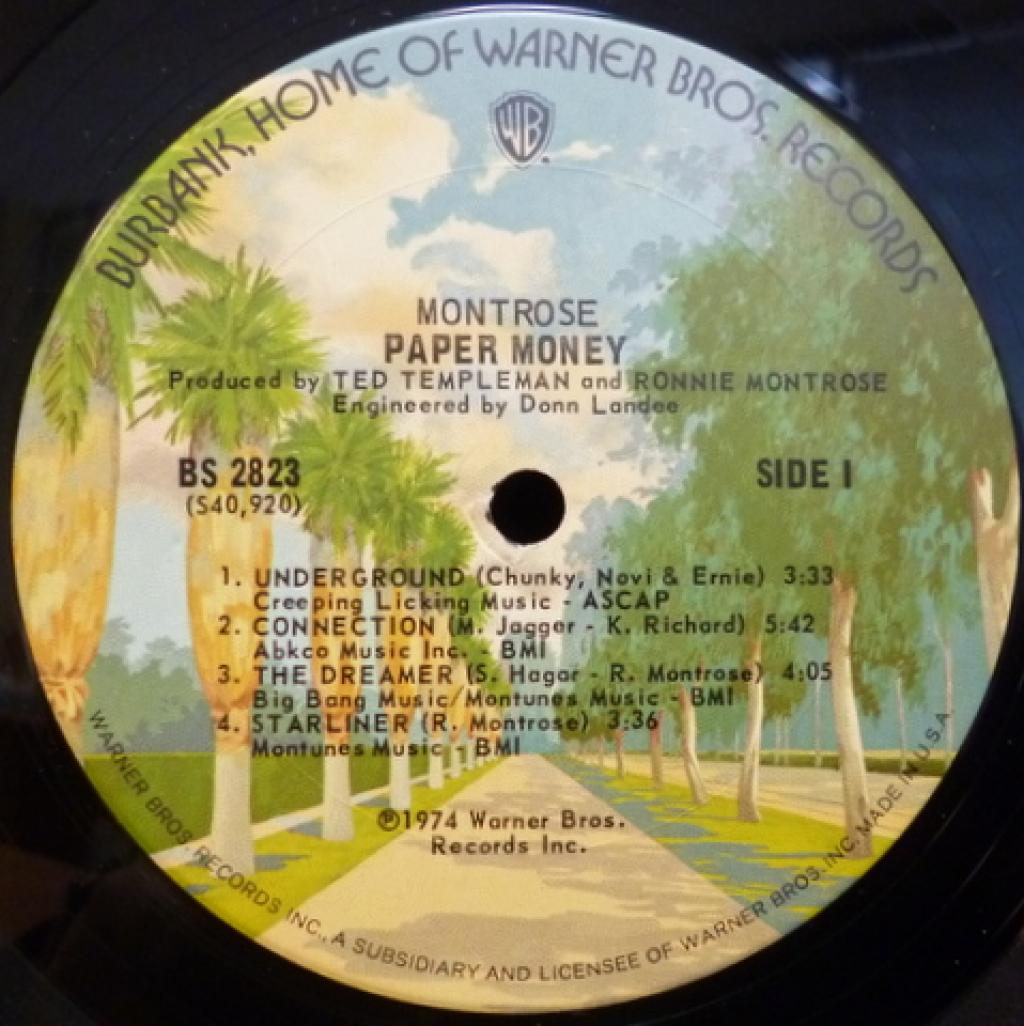 BURBANK, HOME OF WARNER BROS. RECORDS
WB
MONTROSE
PAPER MONEY
Produced by TED TEMPLEMAN and RONNIE MONTROSE
Engineered by Donn Landee
BS 2823
(S40,920)
SIDE 1
1. UNDERGROUND (Chunky, Novi & Ernie) 3:33
Creeping Licking Music - ASCAP
2. CONNECTION (M. Jagger - K. Richard) 5:42
Abkco Music Inc. - BMI
3. THE DREAMER (S. Hagar - R. Montrose) 4:05
Big Bang Music/Montunes Music - BMI
4. STARLINER (R. Montrose) 3:36
Montunes Music - BMI
℗1974 Warner Bros.
Records Inc.
WARNER BROS. RECORDS INC., A SUBSIDIARY AND LICENSEE OF WARNER BROS. INC. MADE IN U.S.A.